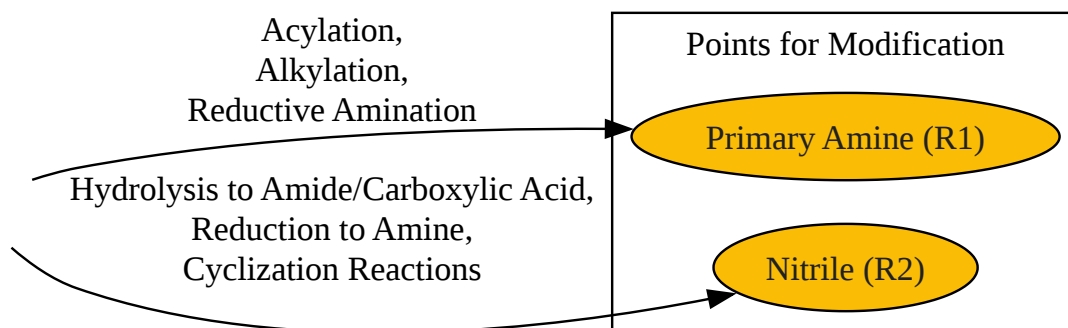 Acylation,
Alkylation,
Reductive Amination
Points for Modification
Primary Amine (R1)
Hydrolysis to Amide/Carboxylic Acid,
Reduction to Amine,
Cyclization Reactions
Nitrile (R2)